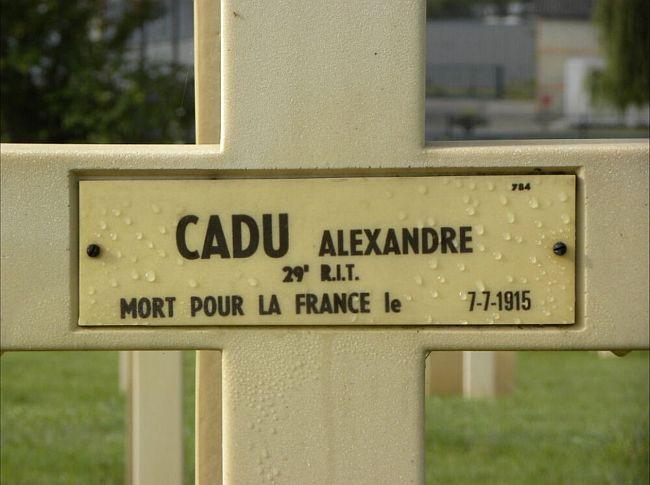 784
CADU ALEXANDRE
29e R.I.T.
MORT POUR LA FRANCE le 7-7-1915